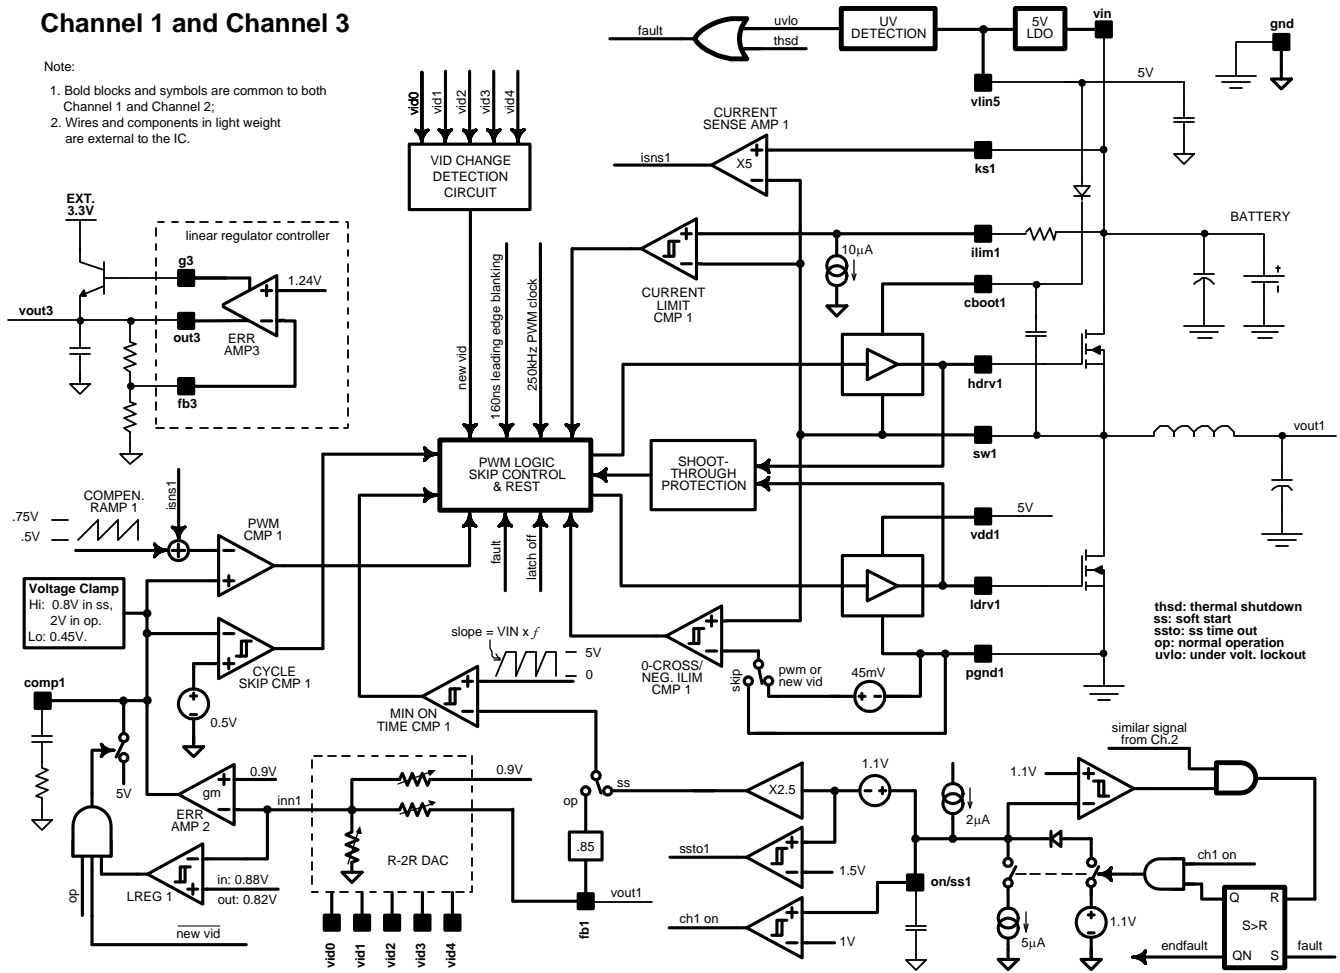 Channel 1 and Channel 3
Note:
1. Bold blocks and symbols are common to both
Channel 1 and Channel 2;
2. Wires and components in light weight
are external to the IC.
fault
uvlo
thsd
UV
DETECTION
5V
LDO
vin
gnd
vlin5
5V
vid0
vid1
vid2
vid3
vid4
VID CHANGE
DETECTION
CIRCUIT
CURRENT
SENSE AMP 1
isns1
X5
+
−
ks1
EXT.
3.3V
linear regulator controller
g3
1.24V
+
−
vout3
out3
ERR
AMP3
fb3
new vid
160ns leading edge blanking
250kHz PWM clock
+
−
CURRENT
LIMIT
CMP 1
10µA
ilim1
BATTERY
+
cboot1
hdrv1
sw1
vout1
PWM LOGIC
SKIP CONTROL
& REST
SHOOT-
THROUGH
PROTECTION
vdd1
5V
ldrv1
pgnd1
COMPEN.
RAMP 1
isns1
.75V
.5V
PWM
CMP 1
−
+
fault
latch off
Voltage Clamp
Hi: 0.8V in ss,
2V in op.
Lo: 0.45V.
−
+
CYCLE
SKIP CMP 1
+
−
0.5V
comp1
5V
slope = VIN x f
5V
0
+
−
MIN ON
TIME CMP 1
−
+
0-CROSS/
NEG. ILIM
CMP 1
skip
pwm or
new vid
45mV
+ −
thsd: thermal shutdown
ss: soft start
ssto: ss time out
op: normal operation
uvlo: under volt. lockout
0.9V
+
gm
−
ERR
AMP 2
inn1
0.9V
R-2R DAC
−
+
LREG 1
in: 0.88V
out: 0.82V
op
new vid
vid0
vid1
vid2
vid3
vid4
op
ss
.85
fb1
vout1
X2.5
1.1V
− +
ssto1
+
−
1.5V
ch1 on
+
−
1V
on/ss1
2µA
1.1V
+
−
similar signal
from Ch.2
5µA
+
−
1.1V
ch1 on
Q
R
S>R
QN
S
endfault
fault